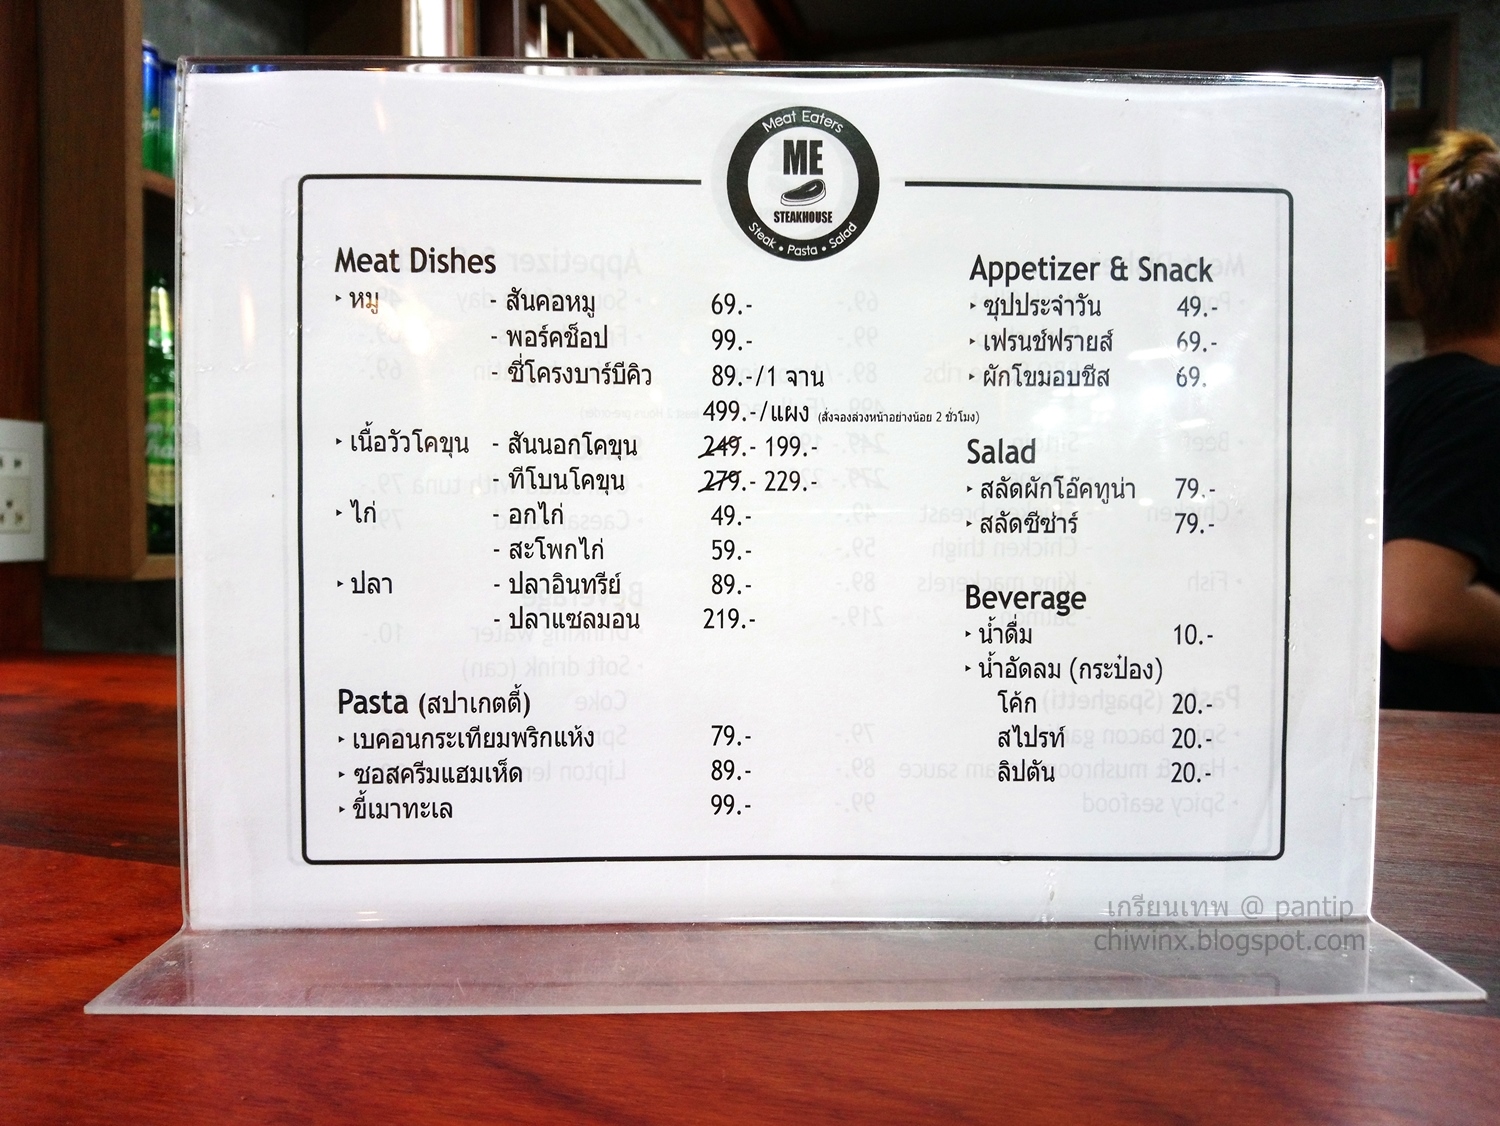 Meat Eaters
ME
STEAKHOUSE
Steak • Pasta • Salad
Meat Dishes
‣ หมู - สันคอหมู 69.-
- พอร์คช็อป 99.-
- ซี่โครงบาร์บีคิว 89.-/1 จาน
499.-/แผง (สั่งจองล่วงหน้าอย่างน้อย 2 ชั่วโมง)
‣ เนื้อวัวโคขุน - สันนอกโคขุน 249.- 199.-
- ทีโบนโคขุน 279.- 229.-
‣ ไก่ - อกไก่ 49.-
- สะโพกไก่ 59.-
‣ ปลา - ปลาอินทรีย์ 89.-
- ปลาแซลมอน 219.-
Pasta (สปาเกตตี้)
‣ เบคอนกระเทียมพริกแห้ง 79.-
‣ ซอสครีมแฮมเห็ด 89.-
‣ ขี้เมาทะเล 99.-
Appetizer & Snack
‣ ซุปประจำวัน 49.-
‣ เฟรนช์ฟรายส์ 69.-
‣ ผักโขมอบชีส 69.
Salad
‣ สลัดผักโอ๊คทูน่า 79.-
‣ สลัดซีซ่าร์ 79.-
Beverage
‣ น้ำดื่ม 10.-
‣ น้ำอัดลม (กระป๋อง)
โค้ก 20.-
สไปรท์ 20.-
ลิปตัน 20.-
เกรียนเทพ @ pantip
chiwinx.blogspot.com